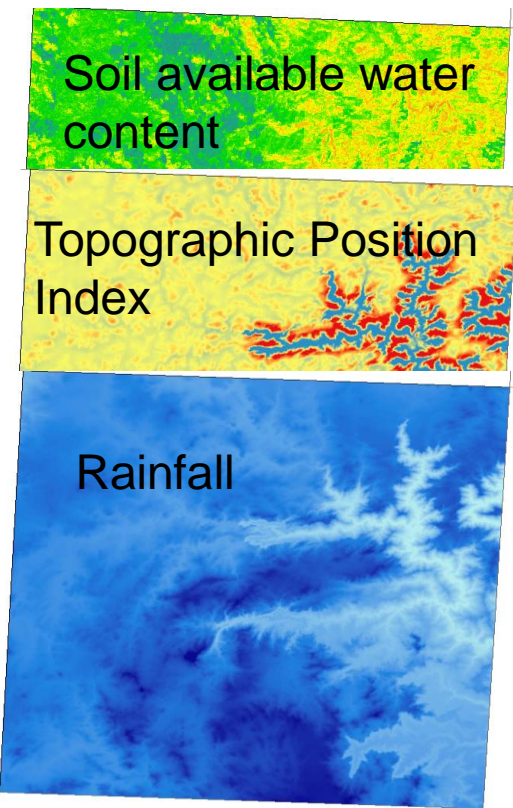 Soil available water
content
Topographic Position
Index
Rainfall